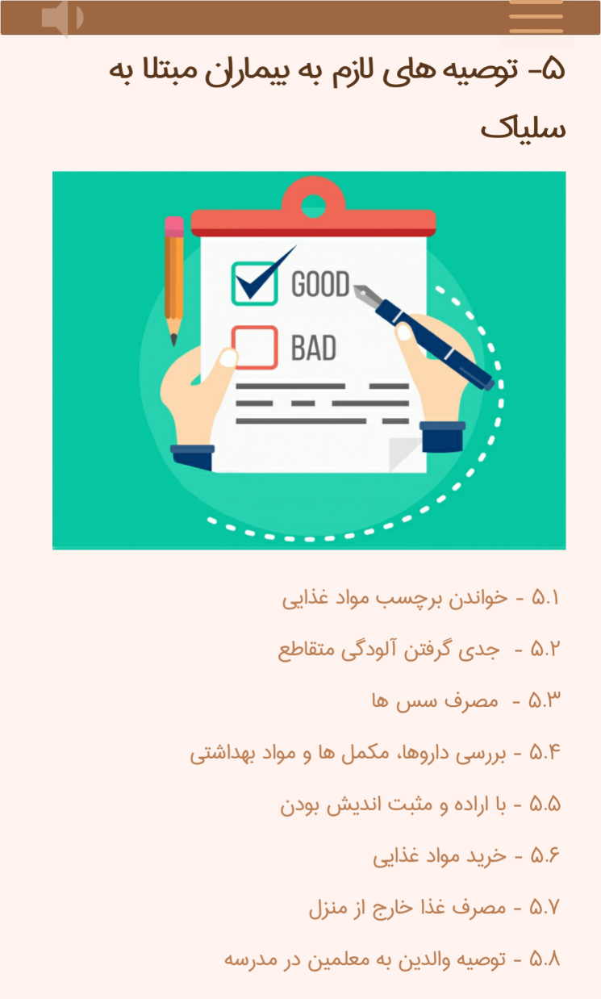 ۵- توصیه های لازم به بیماران مبتلا به
سلیاک
GOOD
BAD
۵.۱ - خواندن برچسب مواد غذایی
۵.۲ - جدی گرفتن آلودگی متقاطع
۵.۳ - مصرف سس ها
۵.۴ - بررسی داروها، مکمل ها و مواد بهداشتی
۵.۵ - با اراده و مثبت اندیش بودن
۵.۶ - خرید مواد غذایی
۵.۷ - مصرف غذا خارج از منزل
۵.۸ - توصیه والدین به معلمین در مدرسه